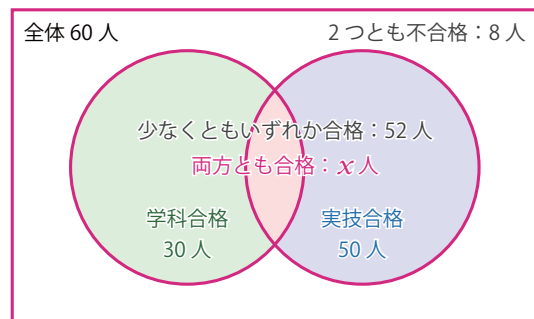 全体 60 人
2 つとも不合格：8 人
少なくともいずれか合格：52 人
両方とも合格：x 人
学科合格
30 人
実技合格
50 人